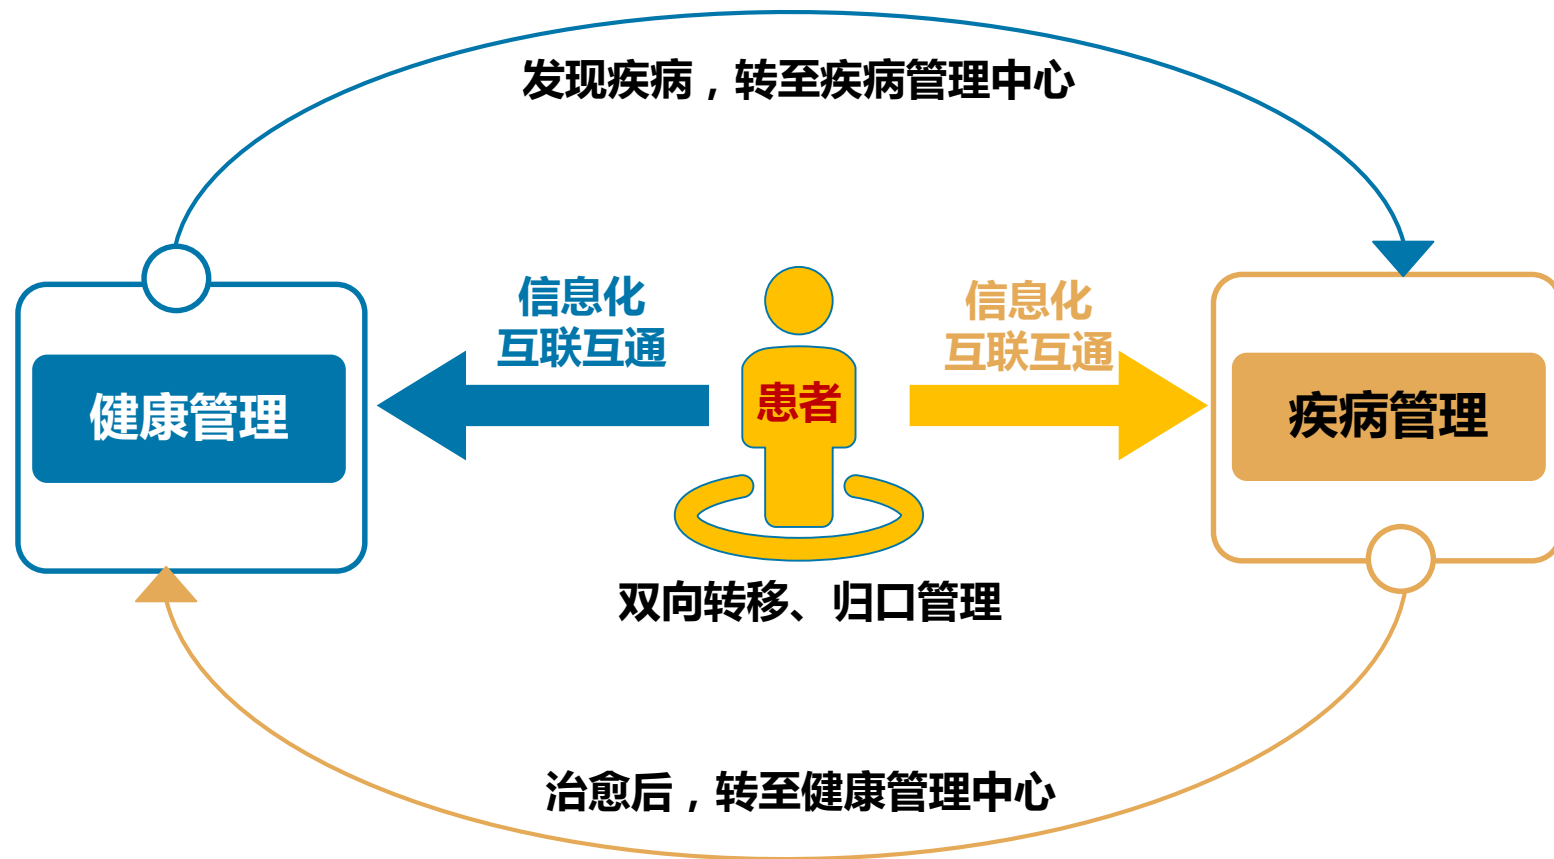 发现疾病，转至疾病管理中心
信息化
互联互通
信息化
互联互通
健康管理
患者
疾病管理
双向转移、归口管理
治愈后，转至健康管理中心